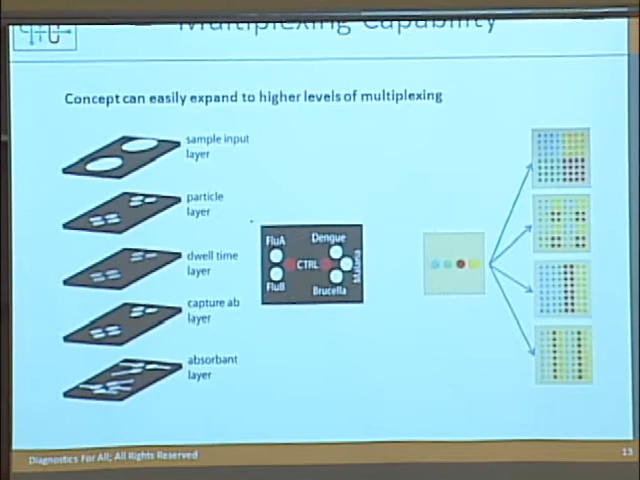 Multiplexing Capability
Concept can easily expand to higher levels of multiplexing
sample input
layer
particle
layer
dwell time
layer
capture ab
layer
absorbant
layer
FluA
Dengue
CTRL
Malaria
FluB
Brucella
Diagnostics For All; All Rights Reserved
13